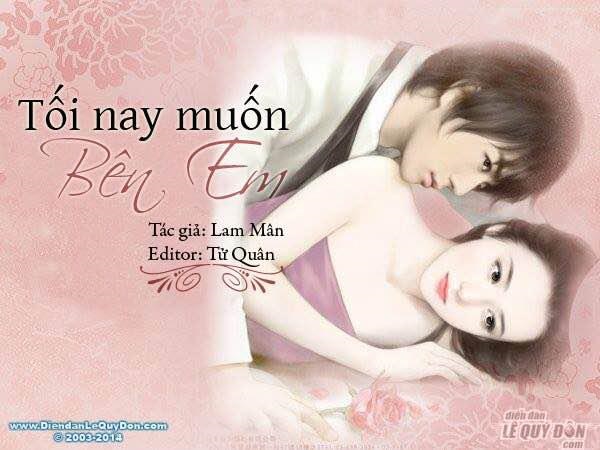 Tối nay muốn
Bên Em
Tác giả: Lam Mân
Editor: Tử Quân
www.DiendanLeQuyDon.com
© 2003-2014
diễn đàn
LÊ QUÝ ĐÔN
.com